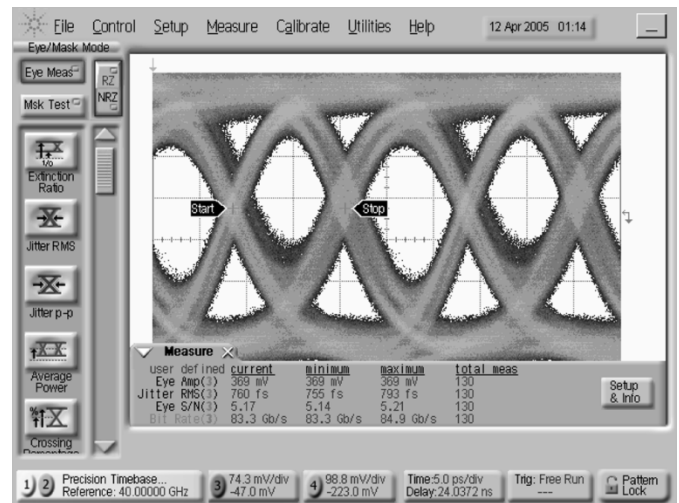 File Control Setup Measure Calibrate Utilities Help 12 Apr 2005 01:14
Eye/Mask Mode
Eye Meas
RZ
NRZ
Msk Test
Extinction
Ratio
Jitter RMS
Jitter p-p
Average
Power
Crossing
Percentage
Start
Stop
Measure
user defined current minimum maximum total meas
Eye Amp(3) 369 mV 369 mV 369 mV 130
Jitter RMS(3) 760 fs 755 fs 793 fs 130
Eye S/N(3) 5.17 5.14 5.21 130
Bit Rate(3) 83.3 Gb/s 83.3 Gb/s 84.9 Gb/s 130
Setup
& Info
1 2 Precision Timebase...
Reference: 40.00000 GHz
3 74.3 mV/div
-47.0 mV
4 98.8 mV/div
-223.0 mV
Time:5.0 ps/div
Delay:24.0372 ns
Trig: Free Run
---
Pattern
Lock